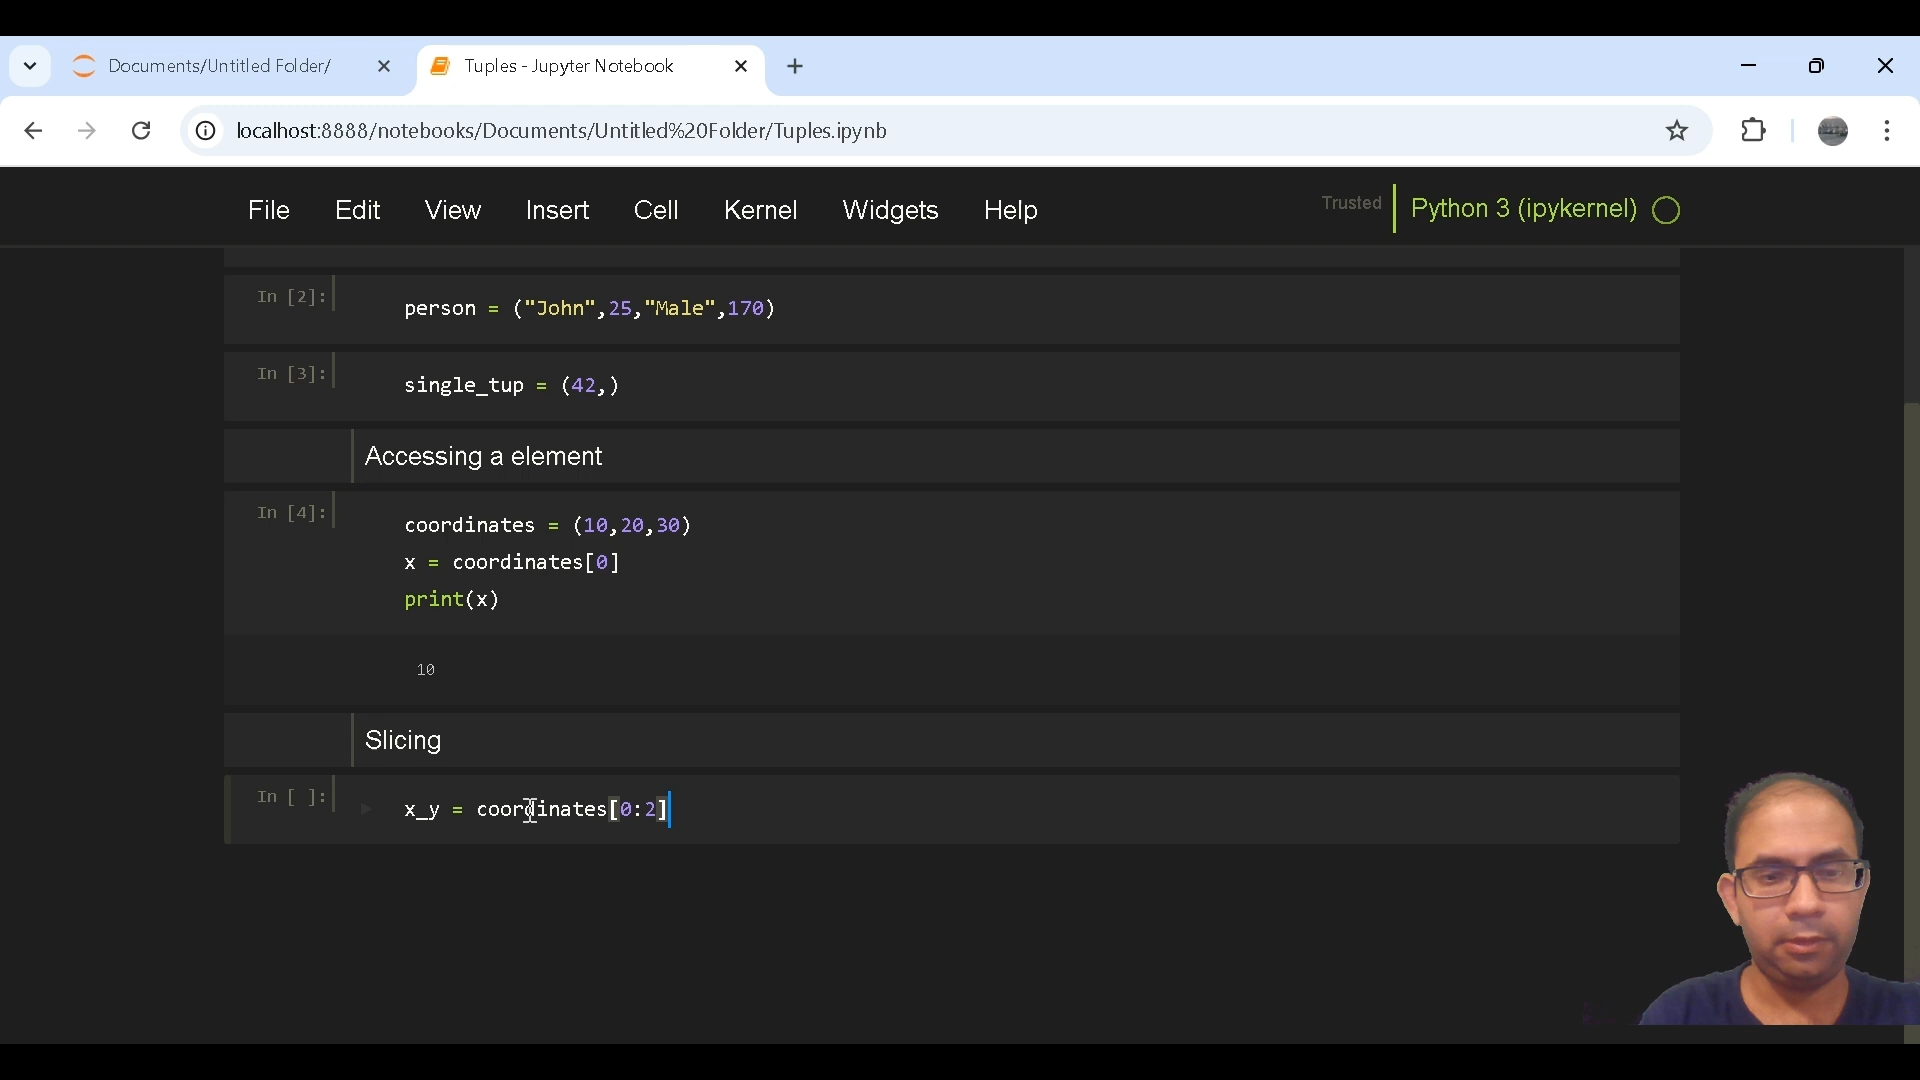 Documents/Untitled Folder/
Tuples - Jupyter Notebook
localhost:8888/notebooks/Documents/Untitled%20Folder/Tuples.ipynb
File Edit View Insert Cell Kernel Widgets Help
Trusted
Python 3 (ipykernel)
In [2]:
person = ("John",25,"Male",170)
In [3]:
single_tup = (42,)
Accessing a element
In [4]:
coordinates = (10,20,30)
x = coordinates[0]
print(x)
10
Slicing
In [ ]:
x_y = coordinates[0:2]